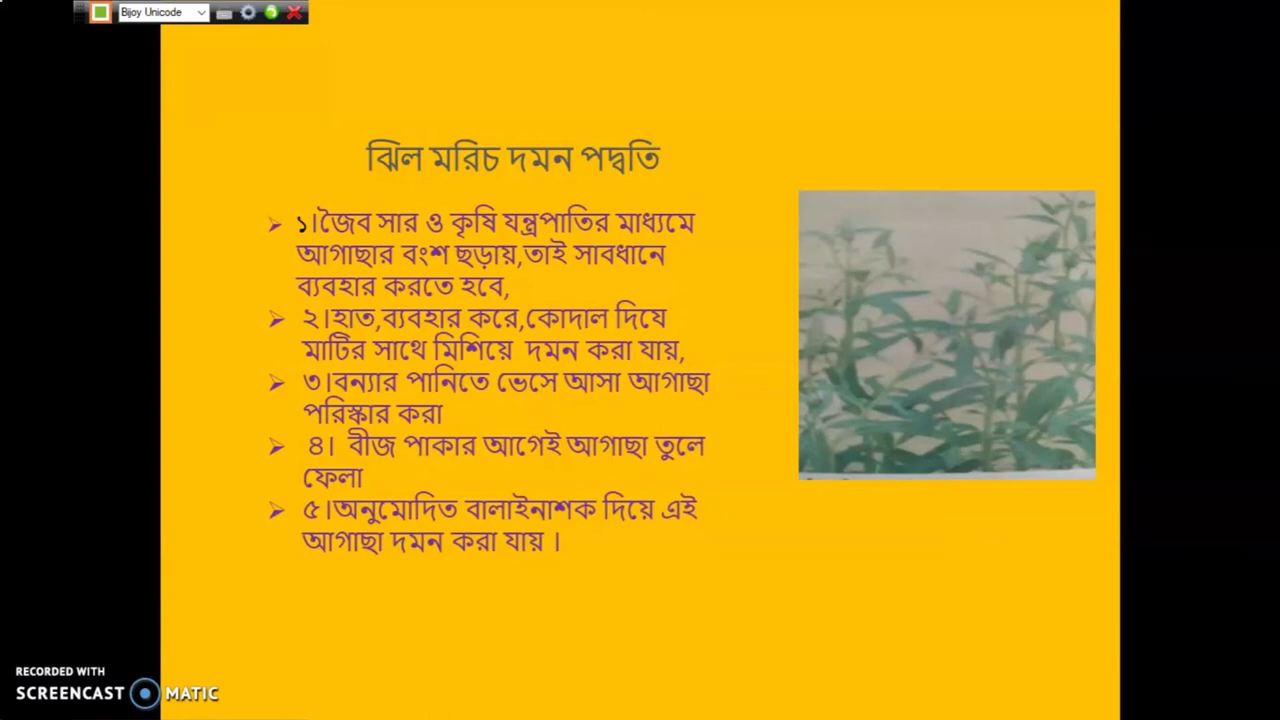 Bijoy Unicode
ঝিল মরিচ দমন পদ্বতি
১।জৈব সার ও কৃষি যন্ত্রপাতির মাধ্যমে
আগাছার বংশ ছড়ায়,তাই সাবধানে
ব্যবহার করতে হবে,
২।হাত,ব্যবহার করে,কোদাল দিযে
মাটির সাথে মিশিয়ে দমন করা যায়,
৩।বন্যার পানিতে ভেসে আসা আগাছা
পরিস্কার করা
৪। বীজ পাকার আগেই আগাছা তুলে
ফেলা
৫।অনুমোদিত বালাইনাশক দিয়ে এই
আগাছা দমন করা যায় ।
RECORDED WITH
SCREENCAST MATIC